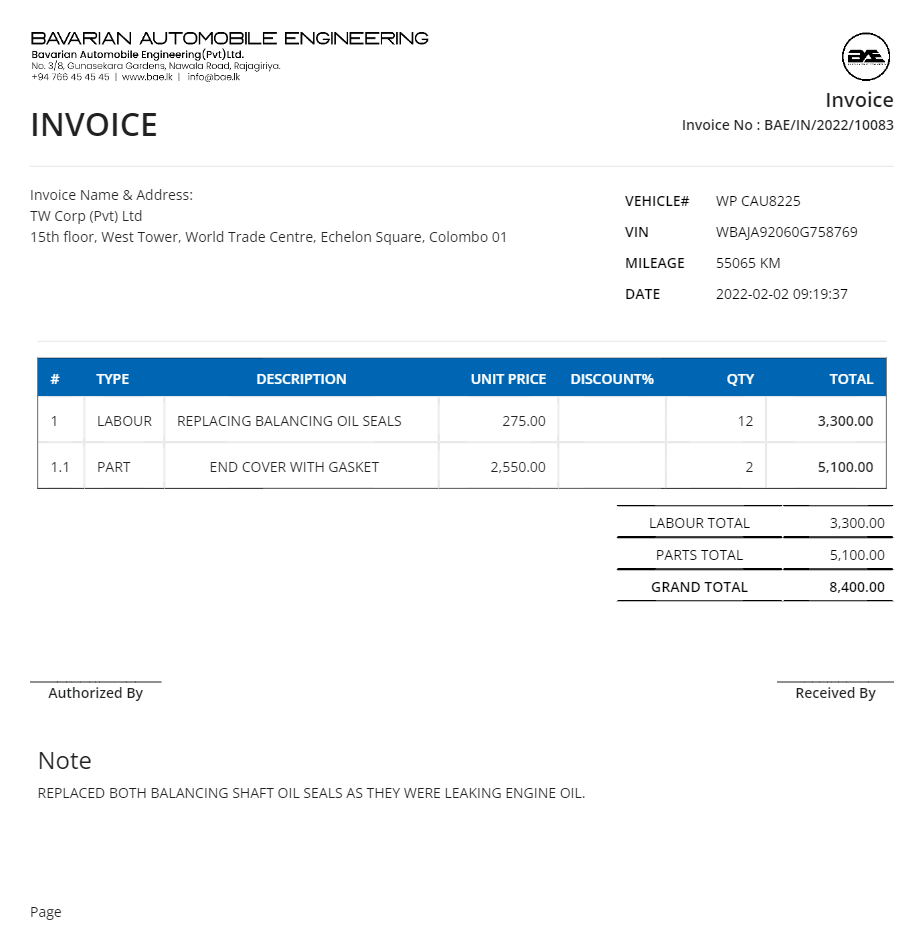 BAVARIAN AUTOMOBILE ENGINEERING
Bavarian Automobile Engineering(Pvt)Ltd.
No. 3/8, Gunasekara Gardens, Nawala Road, Rajagiriya.
+94 766 45 45 45 | www.bae.lk | info@bae.lk
BAE
Invoice
INVOICE
Invoice No : BAE/IN/2022/10083
Invoice Name & Address:
TW Corp (Pvt) Ltd
15th floor, West Tower, World Trade Centre, Echelon Square, Colombo 01
VEHICLE# WP CAU8225
VIN WBAJA92060G758769
MILEAGE 55065 KM
DATE 2022-02-02 09:19:37
# TYPE DESCRIPTION UNIT PRICE DISCOUNT% QTY TOTAL
1 LABOUR REPLACING BALANCING OIL SEALS 275.00 12 3,300.00
1.1 PART END COVER WITH GASKET 2,550.00 2 5,100.00
LABOUR TOTAL 3,300.00
PARTS TOTAL 5,100.00
GRAND TOTAL 8,400.00
Authorized By Received By
Note
REPLACED BOTH BALANCING SHAFT OIL SEALS AS THEY WERE LEAKING ENGINE OIL.
Page